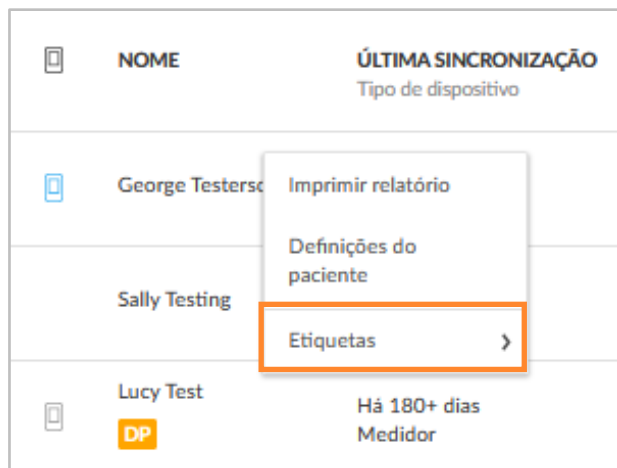 NOME
ÚLTIMA SINCRONIZAÇÃO
Tipo de dispositivo
George
Imprimir relatório
Definições do
paciente
Sally Testing
Etiquetas
Lucy Test
DP
Há 180+ dias
Medidor